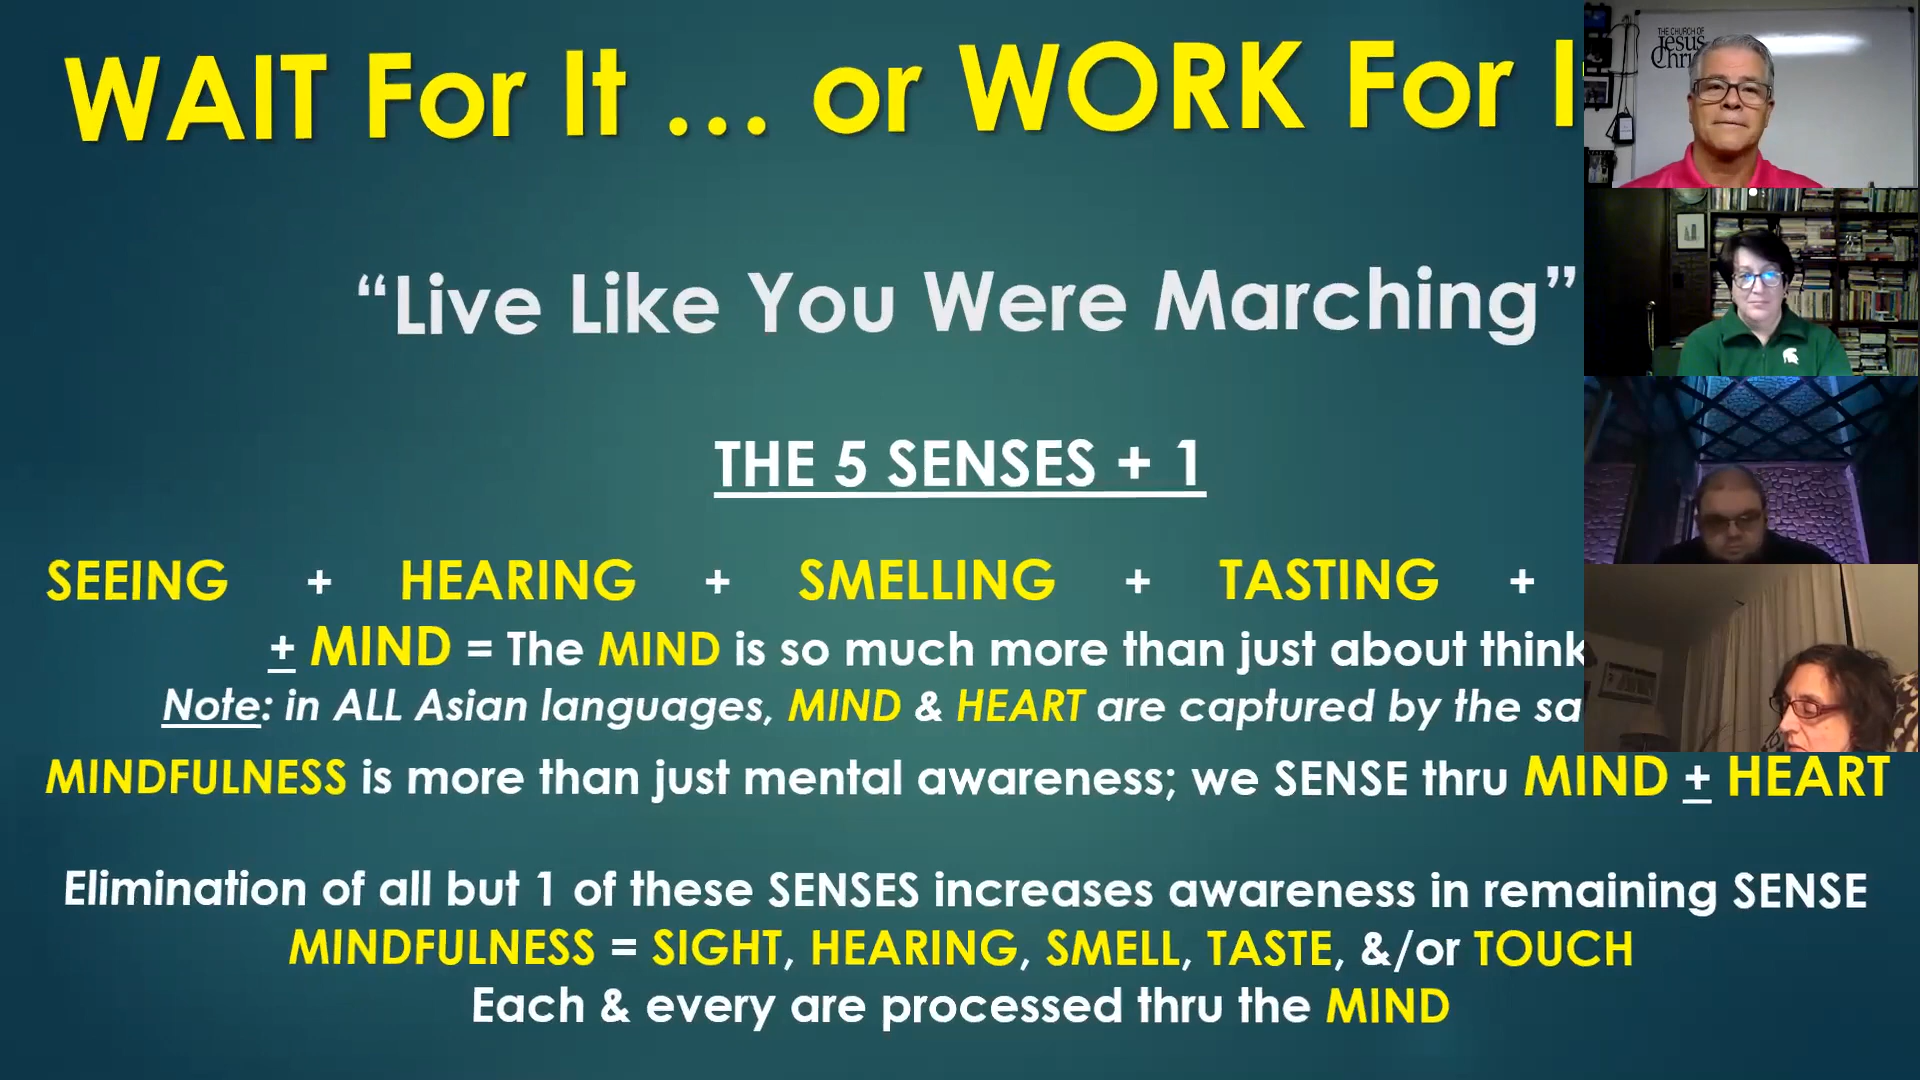 WAIT For It … or WORK For
“Live Like You Were Marching”
THE 5 SENSES + 1
SEEING + HEARING + SMELLING + TASTING +
+ MIND = The MIND is so much more than just about think
Note: in ALL Asian languages, MIND & HEART are captured by the sa
MINDFULNESS is more than just mental awareness; we SENSE thru MIND + HEART
Elimination of all but 1 of these SENSES increases awareness in remaining SENSE
MINDFULNESS = SIGHT, HEARING, SMELL, TASTE, &/or TOUCH
Each & every are processed thru the MIND
THE CHURCH OF
Jesus